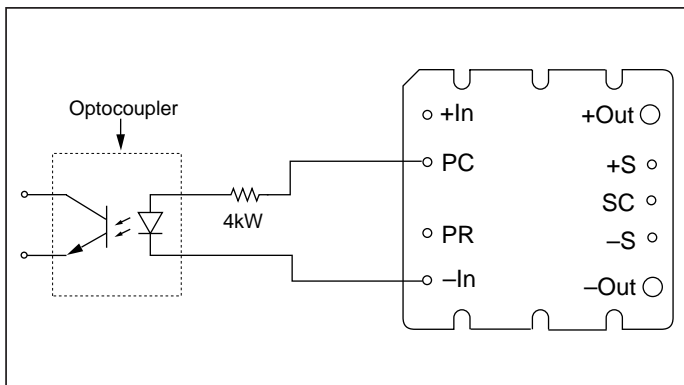 Optocoupler
4kW
+In
PC
PR
–In
+Out
+S
SC
–S
–Out